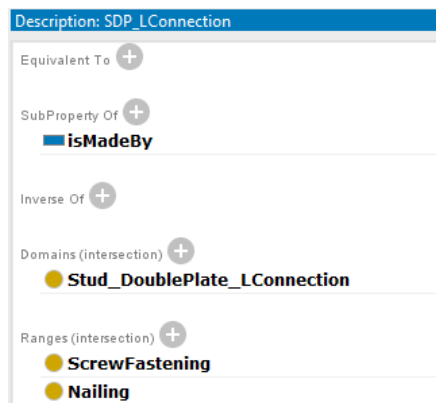 Description: SDP_LConnection
Equivalent To
SubProperty Of
isMadeBy
Inverse Of
Domains (intersection)
Stud_DoublePlate_LConnection
Ranges (intersection)
ScrewFastening
Nailing